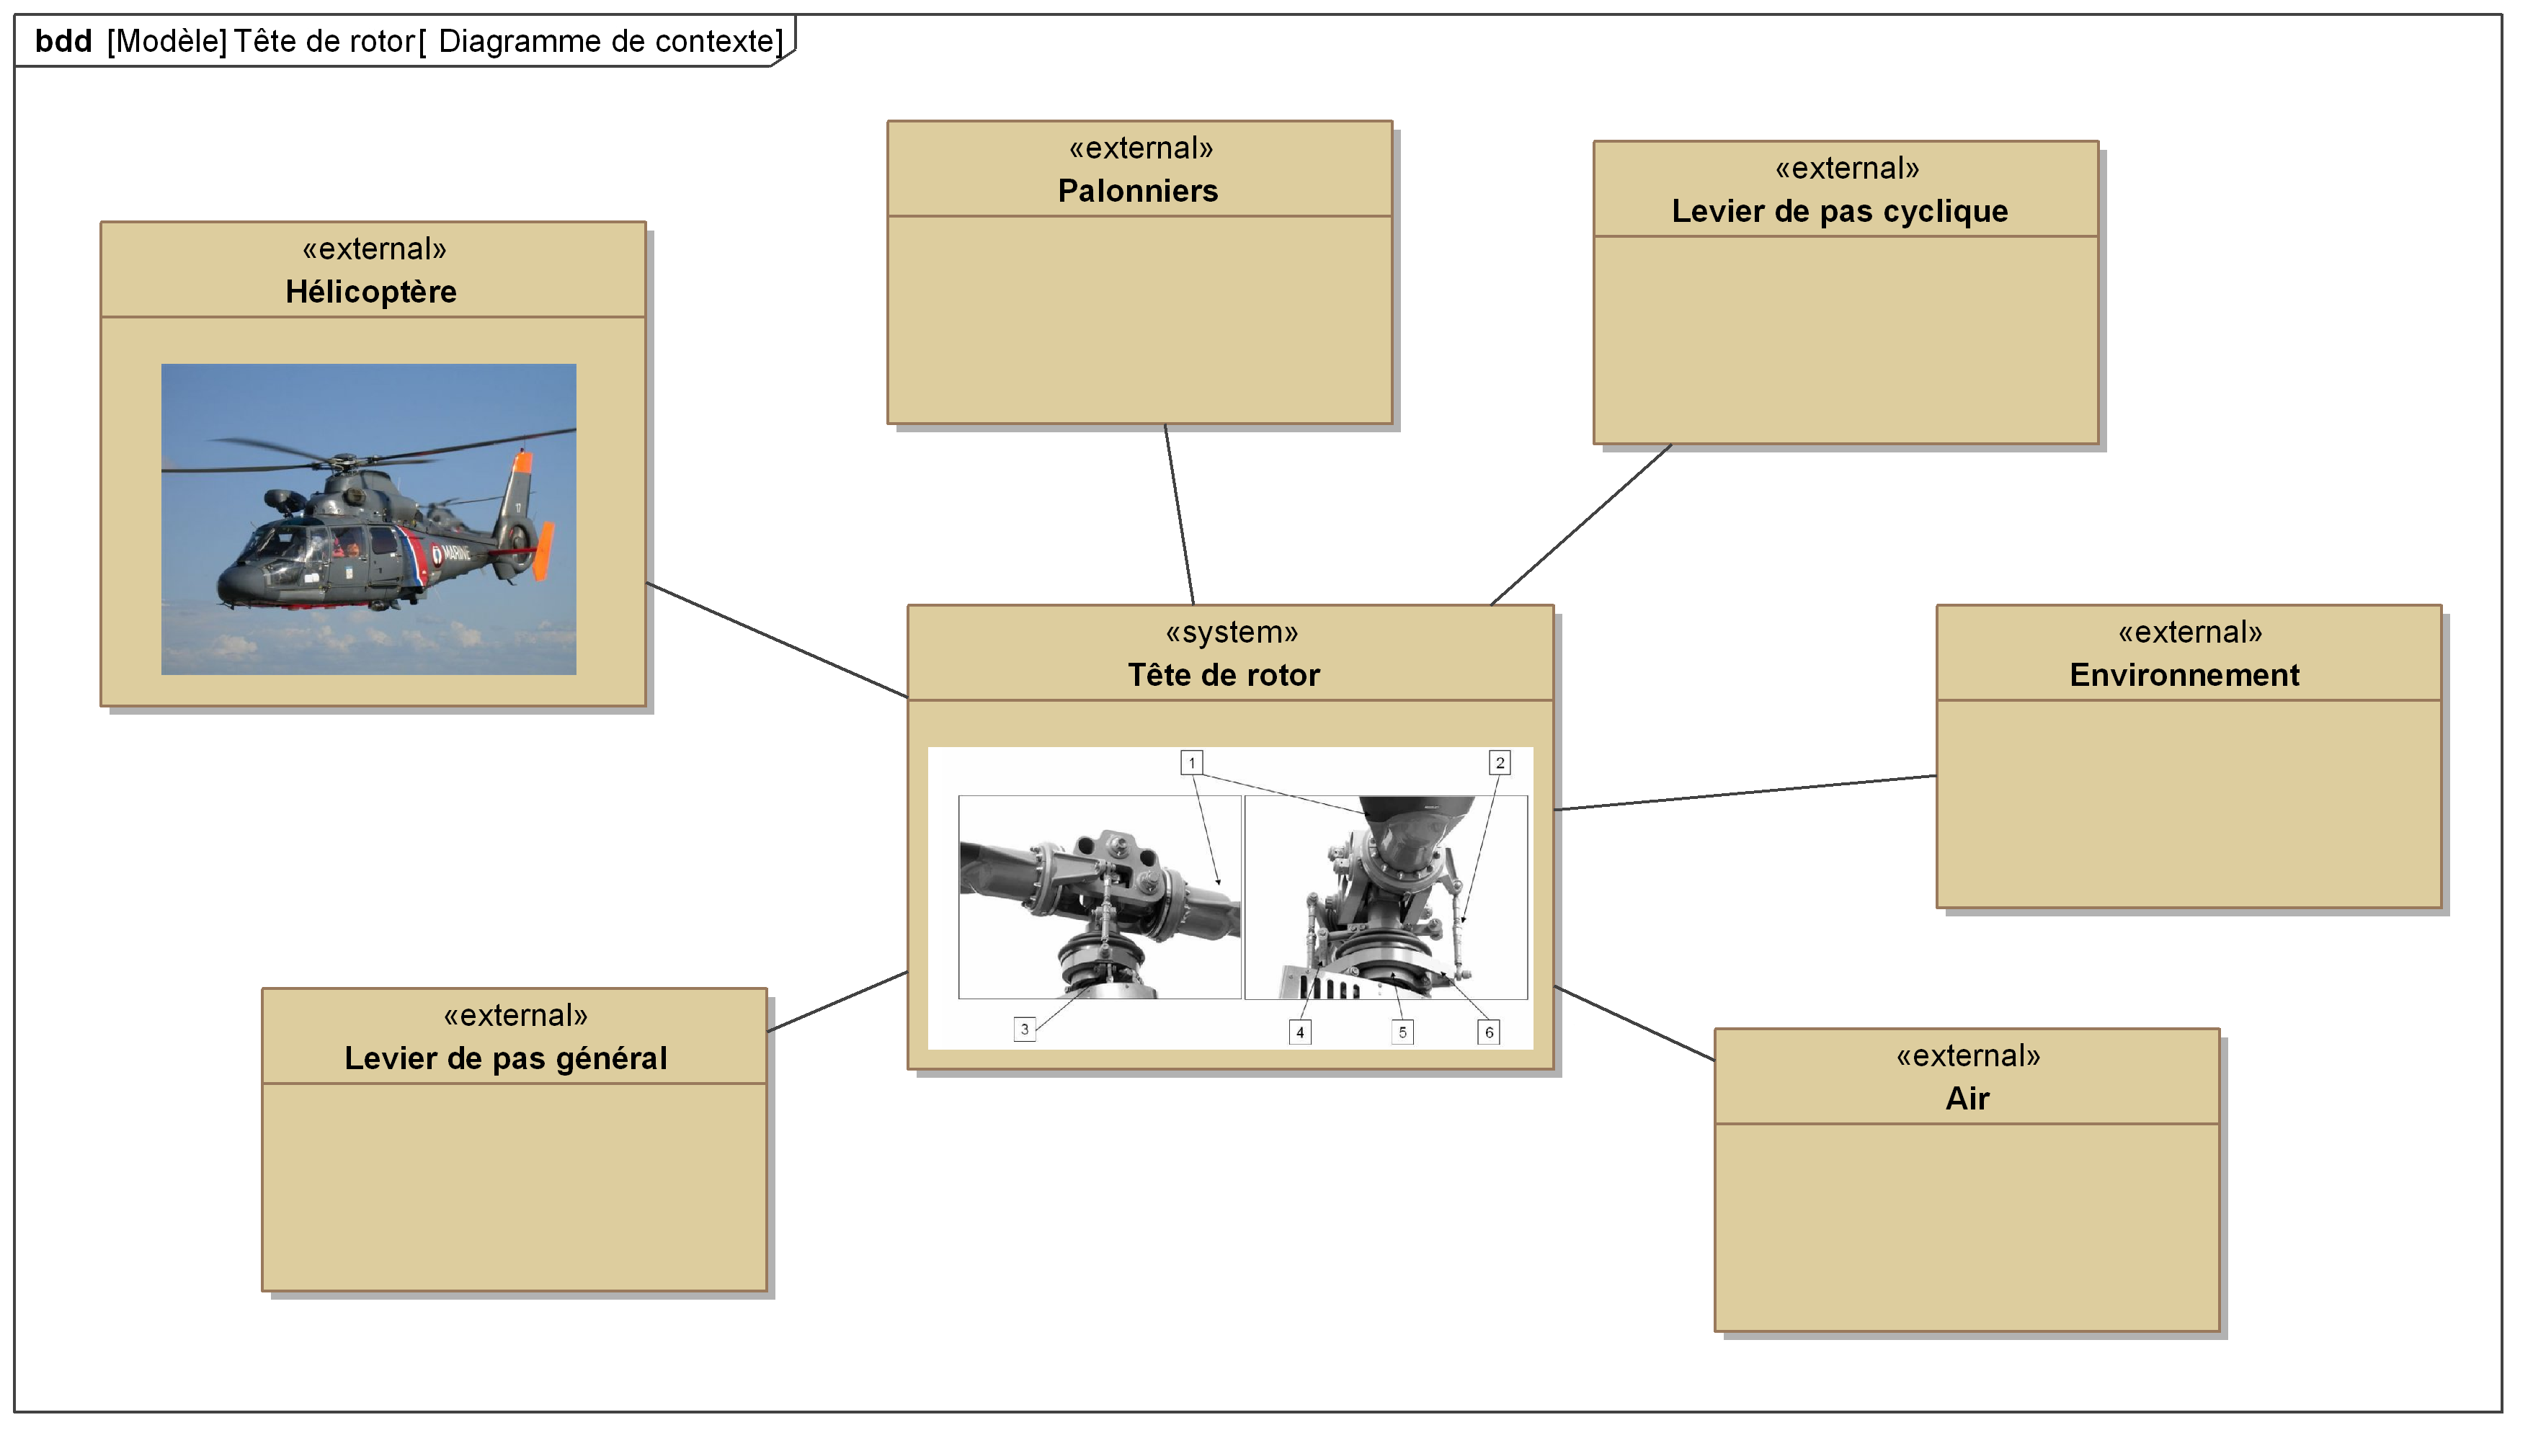 bdd [Modèle] Tête de rotor[ Diagramme de contexte]
«external»
Palonniers
«external»
Levier de pas cyclique
«external»
Hélicoptère
17
MARINE
«system»
Tête de rotor
1
2
3
4
5
6
«external»
Environnement
«external»
Levier de pas général
«external»
Air